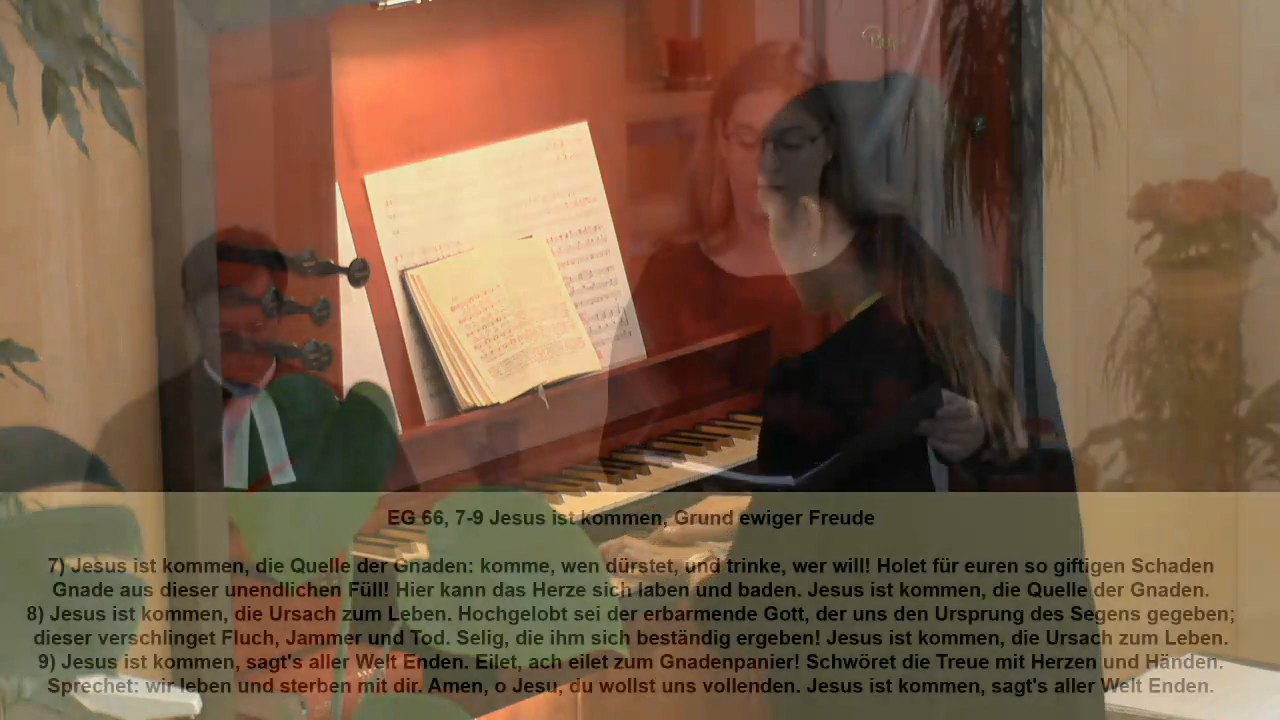 EG 66, 7-9 Jesus ist kommen, Grund ewiger Freude
7) Jesus ist kommen, die Quelle der Gnaden: komme, wen dürstet, und trinke, wer will! Holet für euren so giftigen Schaden
Gnade aus dieser unendlichen Füll! Hier kann das Herze sich laben und baden. Jesus ist kommen, die Quelle der Gnaden.
8) Jesus ist kommen, die Ursach zum Leben. Hochgelobt sei der erbarmende Gott, der uns den Ursprung des Segens gegeben;
dieser verschlinget Fluch, Jammer und Tod. Selig, die ihm sich beständig ergeben! Jesus ist kommen, die Ursach zum Leben.
9) Jesus ist kommen, sagt's aller Welt Enden. Eilet, ach eilet zum Gnadenpanier! Schwöret die Treue mit Herzen und Händen.
Sprechet: wir leben und sterben mit dir. Amen, o Jesu, du wollst uns vollenden. Jesus ist kommen, sagt's aller Welt Enden.